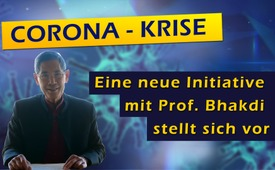 CORONA - KRISE
Eine neue Initiative
mit Prof. Bhakdi
stellt sich vor